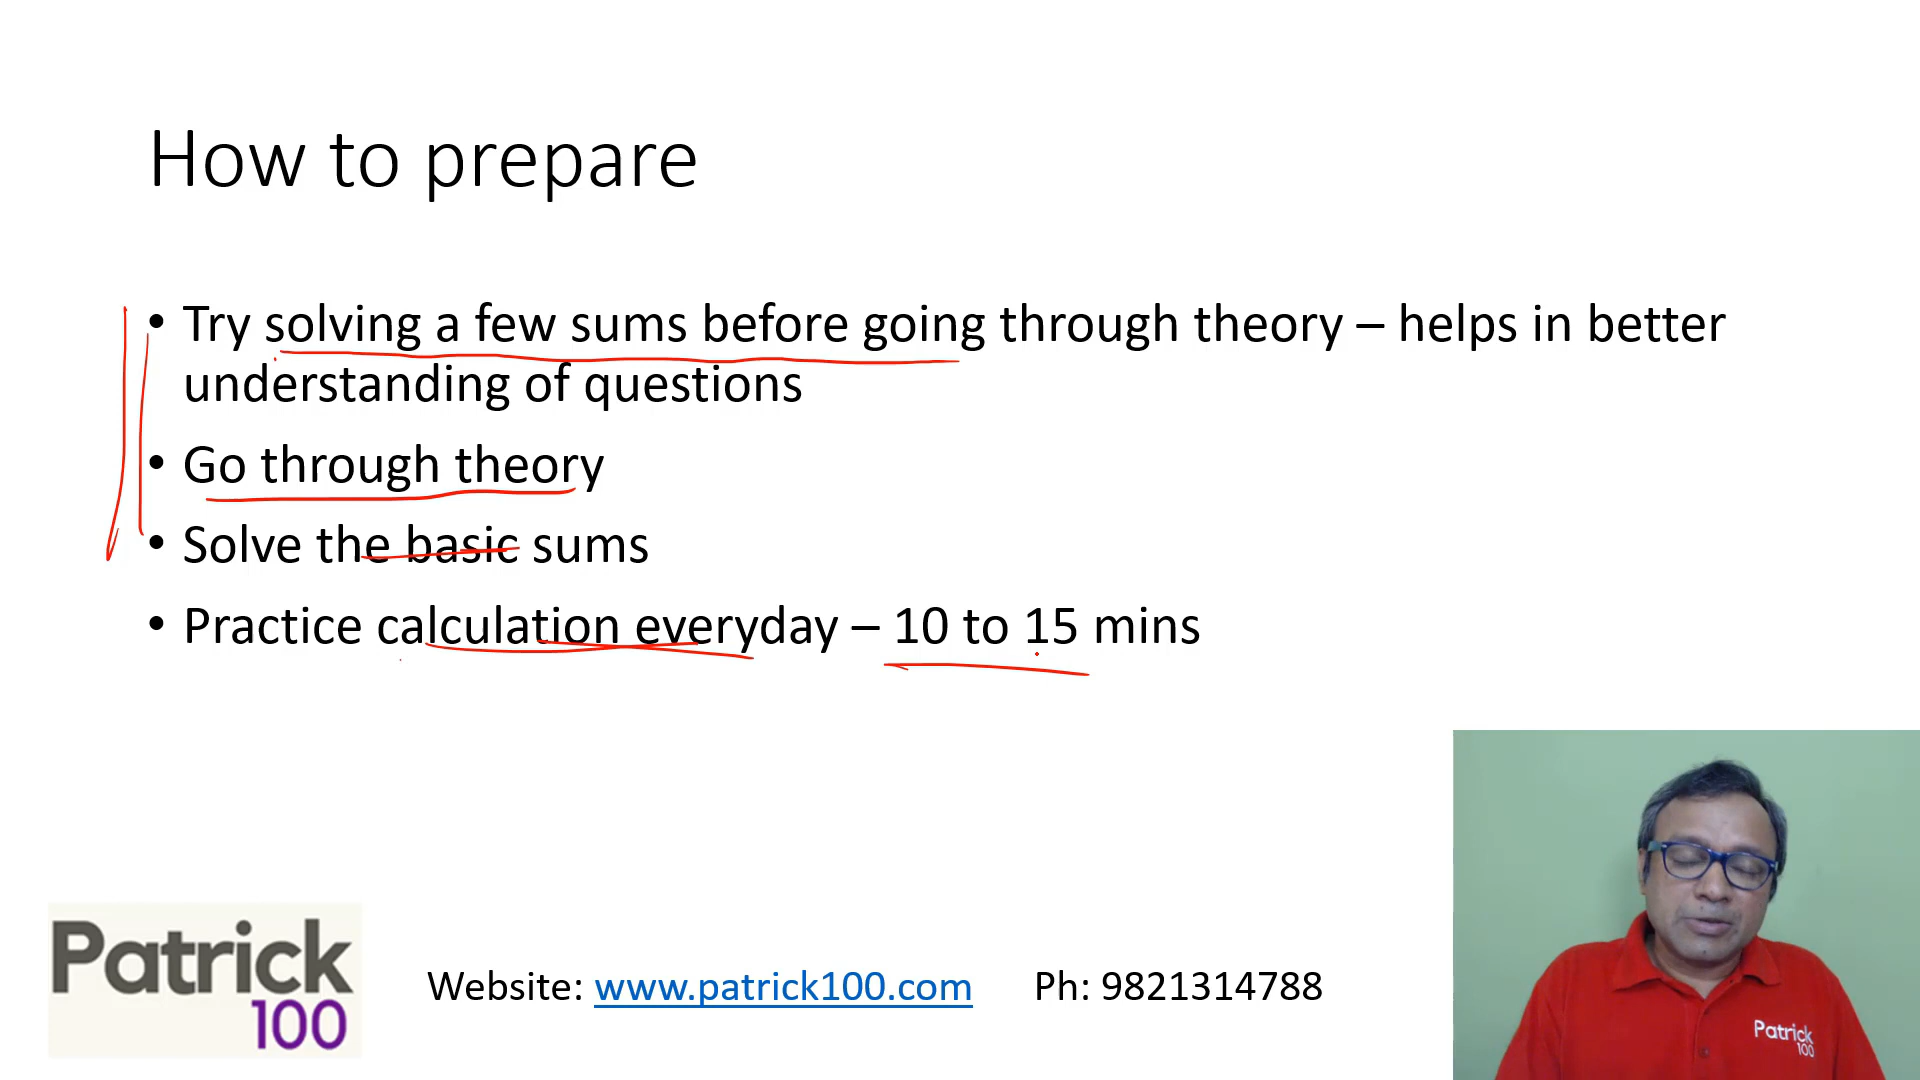 How to prepare
• Try solving a few sums before going through theory – helps in better
understanding of questions
• Go through theory
• Solve the basic sums
• Practice calculation everyday – 10 to 15 mins
Patrick
100
Website: www.patrick100.com Ph: 9821314788
Patrick
100